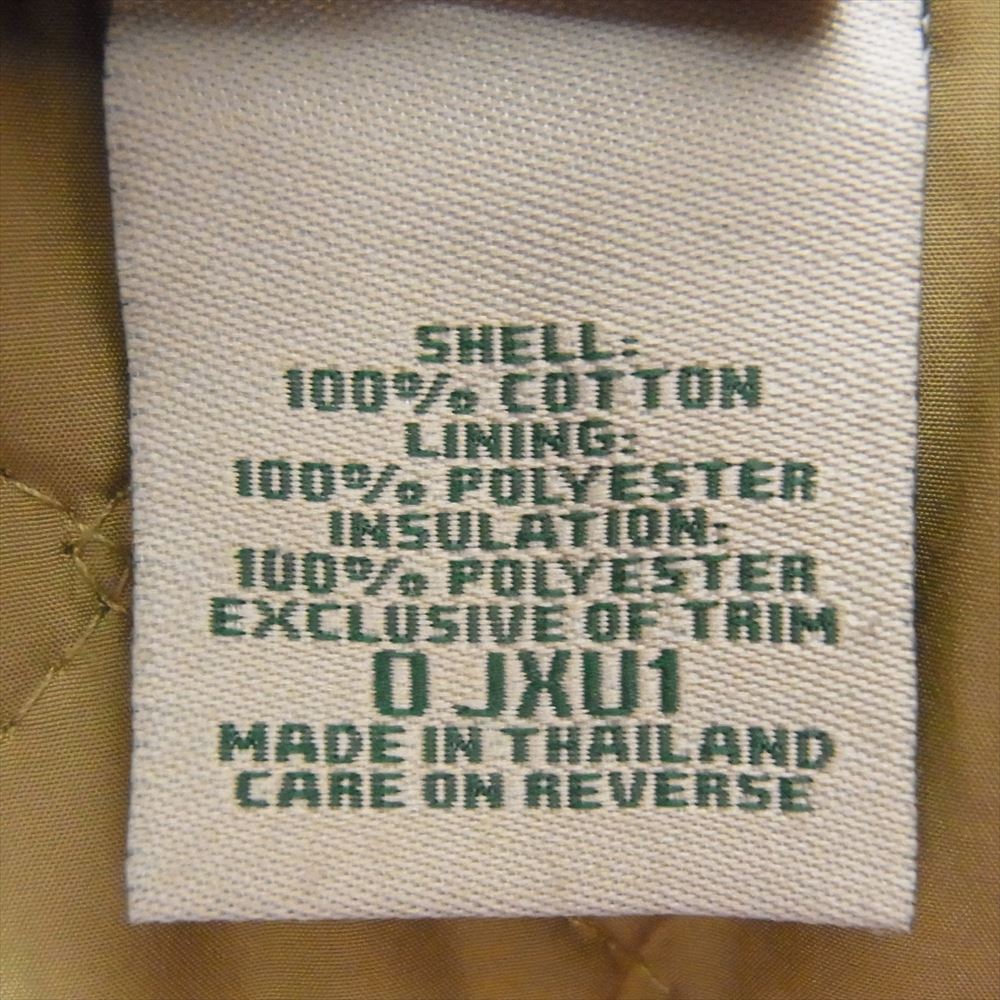 SHELL:
100% COTTON
LINING:
100% POLYESTER
INSULATION:
100% POLYESTER
EXCLUSIVE OF TRIM
0 JXU1
MADE IN THAILAND
CARE ON REVERSE